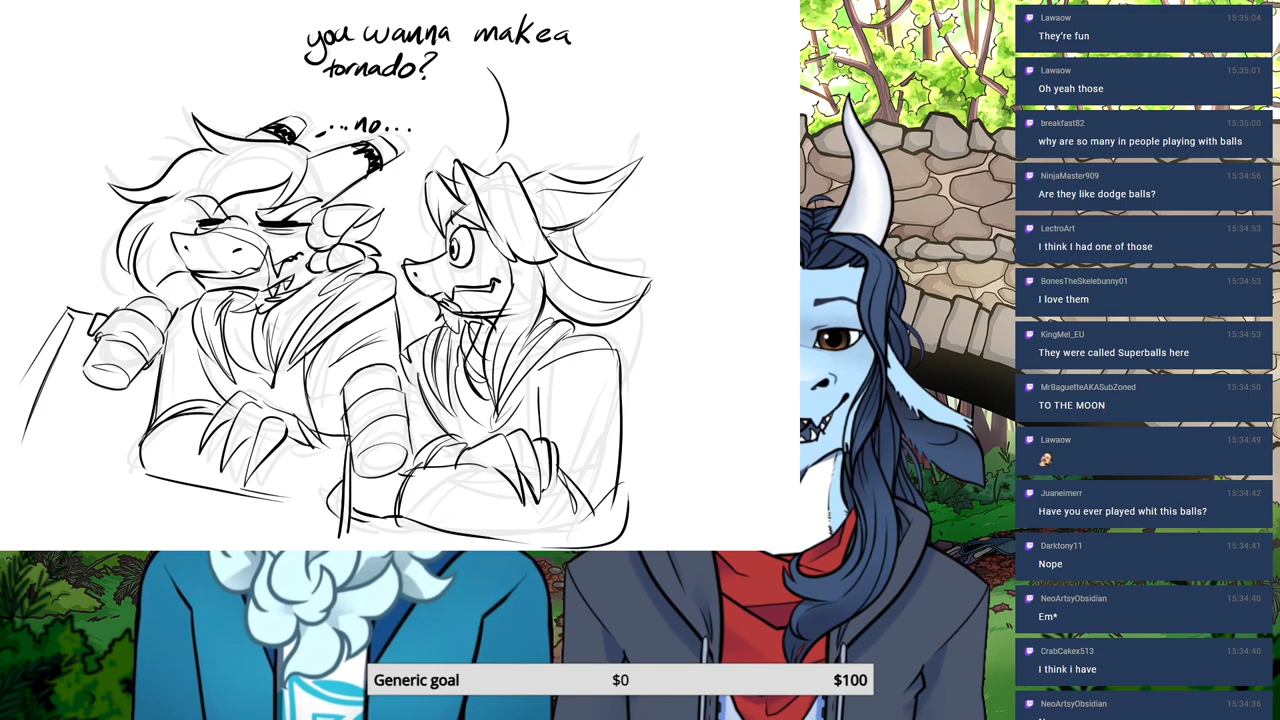 you wanna make a
tornado?
...no...
Lawaow 15:35:04
They're fun
Lawaow 15:35:01
Oh yeah those
breakfast82 15:35:00
why are so many in people playing with balls
NinjaMaster909 15:34:56
Are they like dodge balls?
LectroArt 15:34:53
I think I had one of those
BonesTheSkelebunny01 15:34:53
I love them
KingMel_EU 15:34:53
They were called Superballs here
MrBaguetteAKASubZoned 15:34:50
TO THE MOON
Lawaow 15:34:49
Juaneimerr 15:34:42
Have you ever played whit this balls?
Darktony11 15:34:41
Nope
NeoArtsyObsidian 15:34:40
Em*
CrabCakex513 15:34:40
I think i have
NeoArtsyObsidian 15:34:36
Generic goal $0 $100